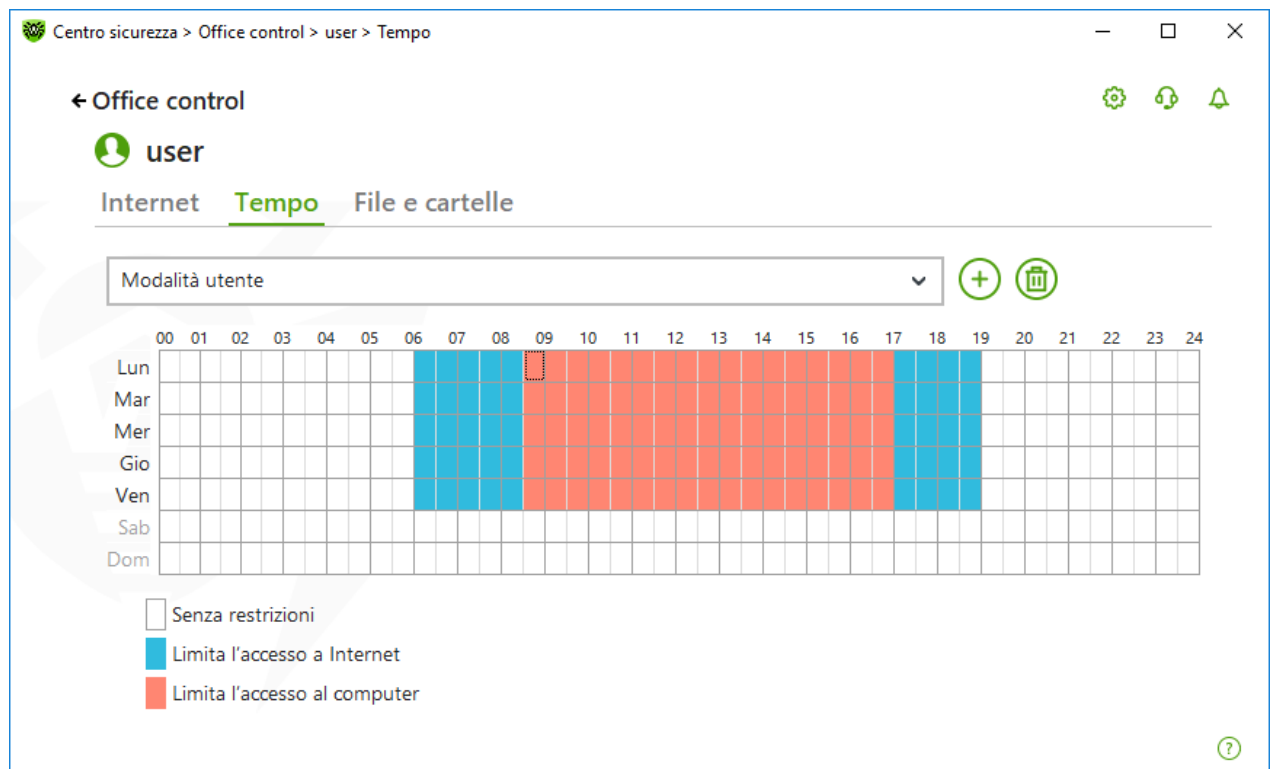 Centro sicurezza > Office control > user > Tempo
Office control
user
Internet Tempo File e cartelle
Modalità utente
00 01 02 03 04 05 06 07 08 09 10 11 12 13 14 15 16 17 18 19 20 21 22 23 24
Lun
Mar
Mer
Gio
Ven
Sab
Dom
Senza restrizioni
Limita l'accesso a Internet
Limita l'accesso al computer
?